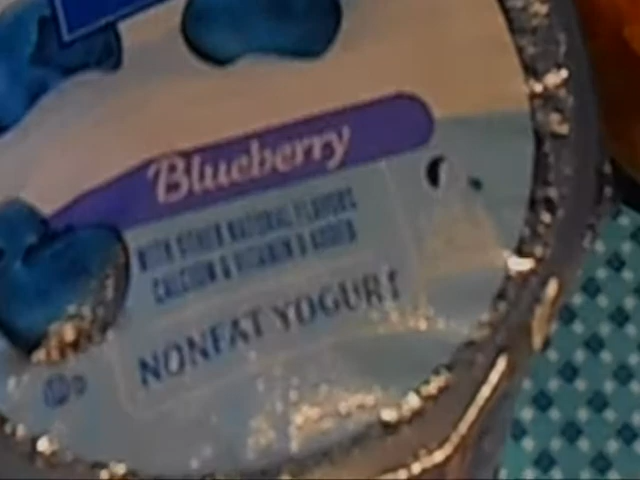 Blueberry
WITH OTHER NATURAL FLAVORS
CALCIUM & VITAMIN D ADDED
NONFAT YOGURT